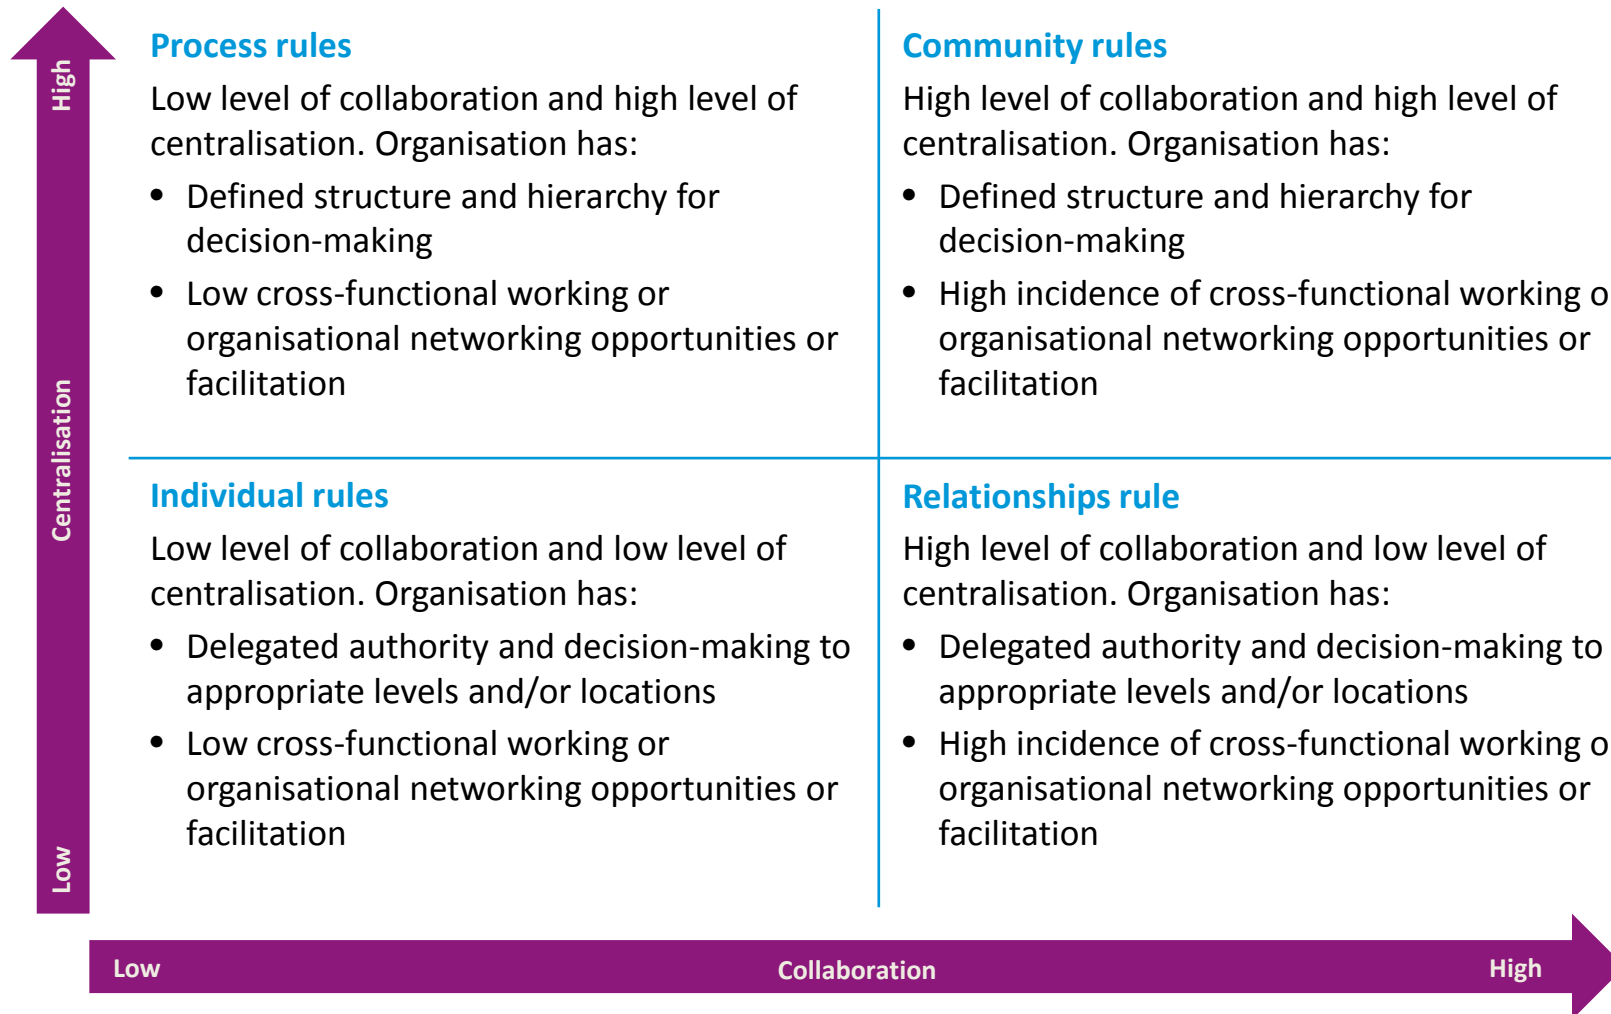 Process rules
Low level of collaboration and high level of
centralisation. Organisation has:
• Defined structure and hierarchy for
decision-making
• Low cross-functional working or
organisational networking opportunities or
facilitation
Community rules
High level of collaboration and high level of
centralisation. Organisation has:
• Defined structure and hierarchy for
decision-making
• High incidence of cross-functional working o
organisational networking opportunities or
facilitation
Individual rules
Low level of collaboration and low level of
centralisation. Organisation has:
• Delegated authority and decision-making to
appropriate levels and/or locations
• Low cross-functional working or
organisational networking opportunities or
facilitation
Relationships rule
High level of collaboration and low level of
centralisation. Organisation has:
• Delegated authority and decision-making to
appropriate levels and/or locations
• High incidence of cross-functional working o
organisational networking opportunities or
facilitation
High
Centralisation
Low
Low
Collaboration
High